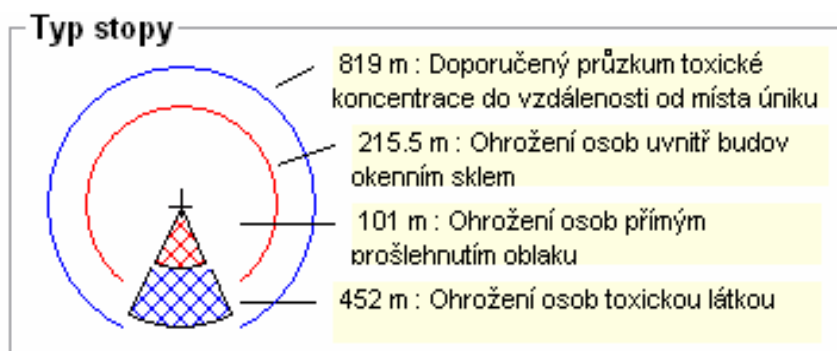 Typ stopy
819 m : Doporučený průzkum toxické
koncentrace do vzdálenosti od místa úniku
215.5 m : Ohrožení osob uvnitř budov
okenním sklem
101 m : Ohrožení osob přímým
prošlehnutím oblaku
452 m : Ohrožení osob toxickou látkou